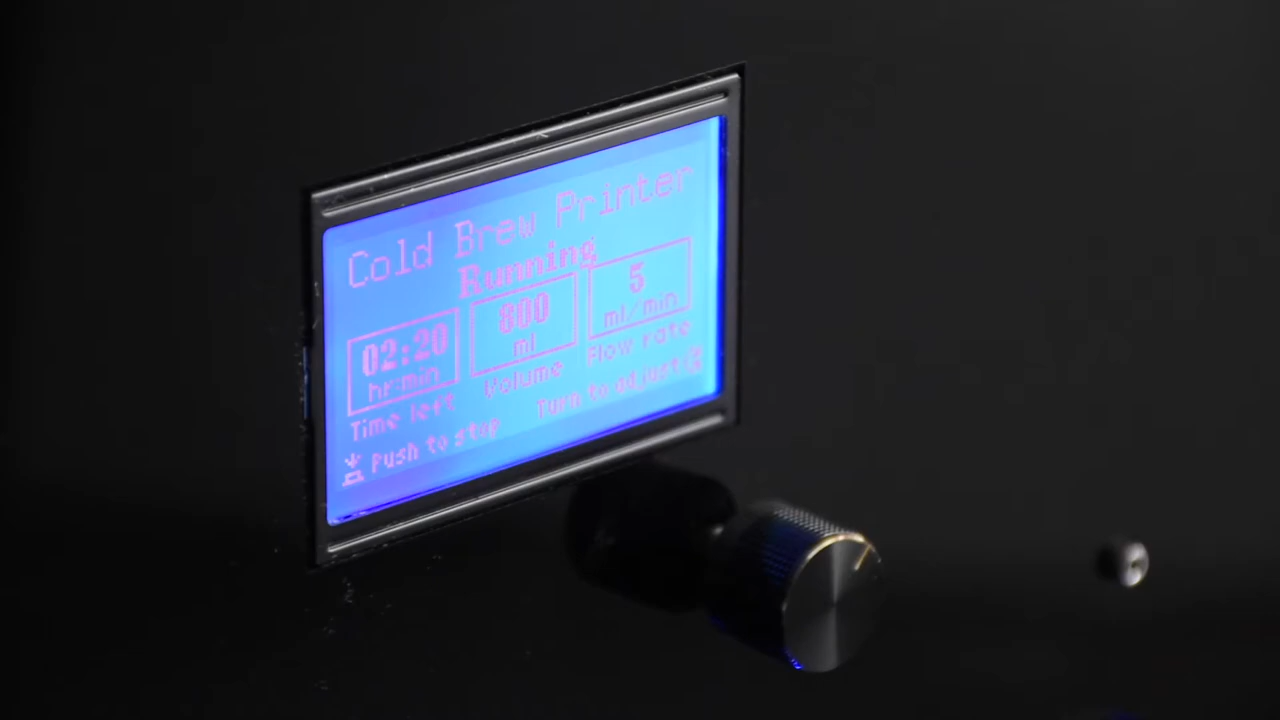 Cold Brew Printer
Running
02:20
hr:min
Time left
800
ml
Volume
5
ml/min
Flow rate
Push to stop
Turn to adjust